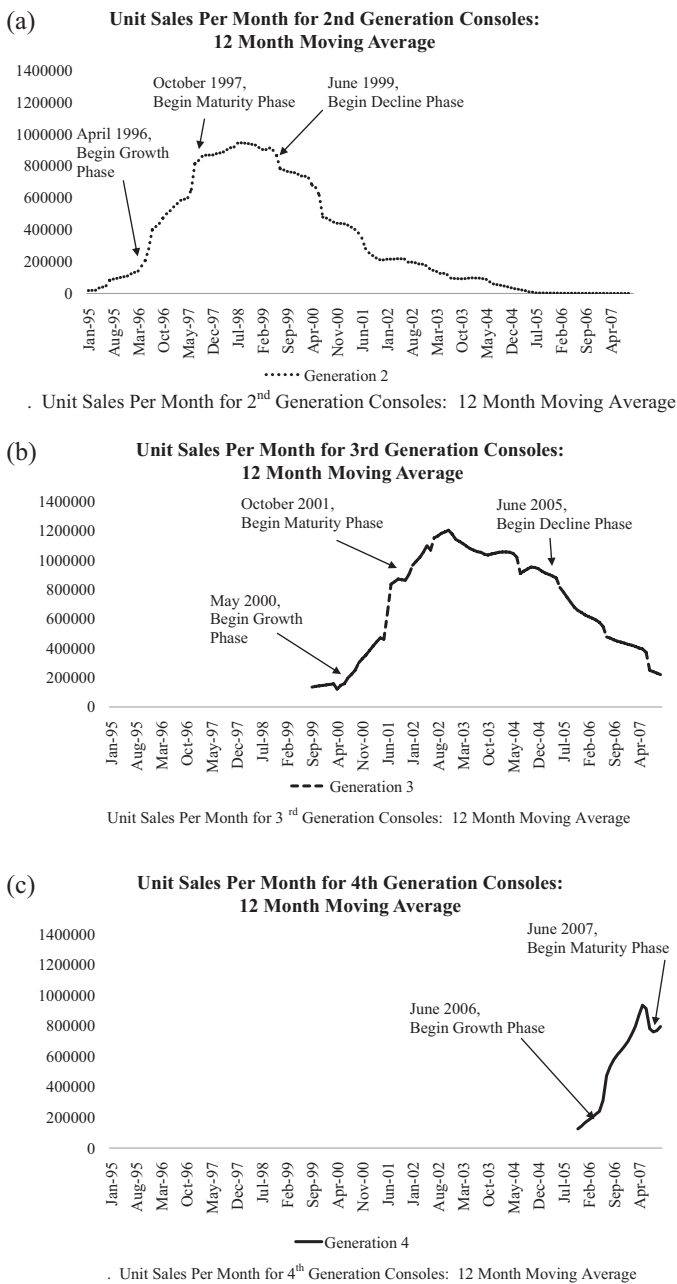 (a)
Unit Sales Per Month for 2nd Generation Consoles:
12 Month Moving Average
1400000
1200000
1000000
800000
600000
400000
200000
0
October 1997,
Begin Maturity Phase
June 1999,
Begin Decline Phase
April 1996,
Begin Growth
Phase
Jan-95
Aug-95
Mar-96
Oct-96
May-97
Dec-97
Jul-98
Feb-99
Sep-99
Apr-00
Nov-00
Jun-01
Jan-02
Aug-02
Mar-03
Oct-03
May-04
Dec-04
Jul-05
Feb-06
Sep-06
Apr-07
Generation 2
. Unit Sales Per Month for 2nd Generation Consoles: 12 Month Moving Average
(b)
Unit Sales Per Month for 3rd Generation Consoles:
12 Month Moving Average
1400000
1200000
1000000
800000
600000
400000
200000
0
October 2001,
Begin Maturity Phase
June 2005,
Begin Decline Phase
May 2000,
Begin Growth
Phase
Jan-95
Aug-95
Mar-96
Oct-96
May-97
Dec-97
Jul-98
Feb-99
Sep-99
Apr-00
Nov-00
Jun-01
Jan-02
Aug-02
Mar-03
Oct-03
May-04
Dec-04
Jul-05
Feb-06
Sep-06
Apr-07
Generation 3
Unit Sales Per Month for 3 rd Generation Consoles: 12 Month Moving Average
(c)
Unit Sales Per Month for 4th Generation Consoles:
12 Month Moving Average
1400000
1200000
1000000
800000
600000
400000
200000
0
June 2007,
Begin Maturity Phase
June 2006,
Begin Growth Phase
Jan-95
Aug-95
Mar-96
Oct-96
May-97
Dec-97
Jul-98
Feb-99
Sep-99
Apr-00
Nov-00
Jun-01
Jan-02
Aug-02
Mar-03
Oct-03
May-04
Dec-04
Jul-05
Feb-06
Sep-06
Apr-07
Generation 4
. Unit Sales Per Month for 4th Generation Consoles: 12 Month Moving Average